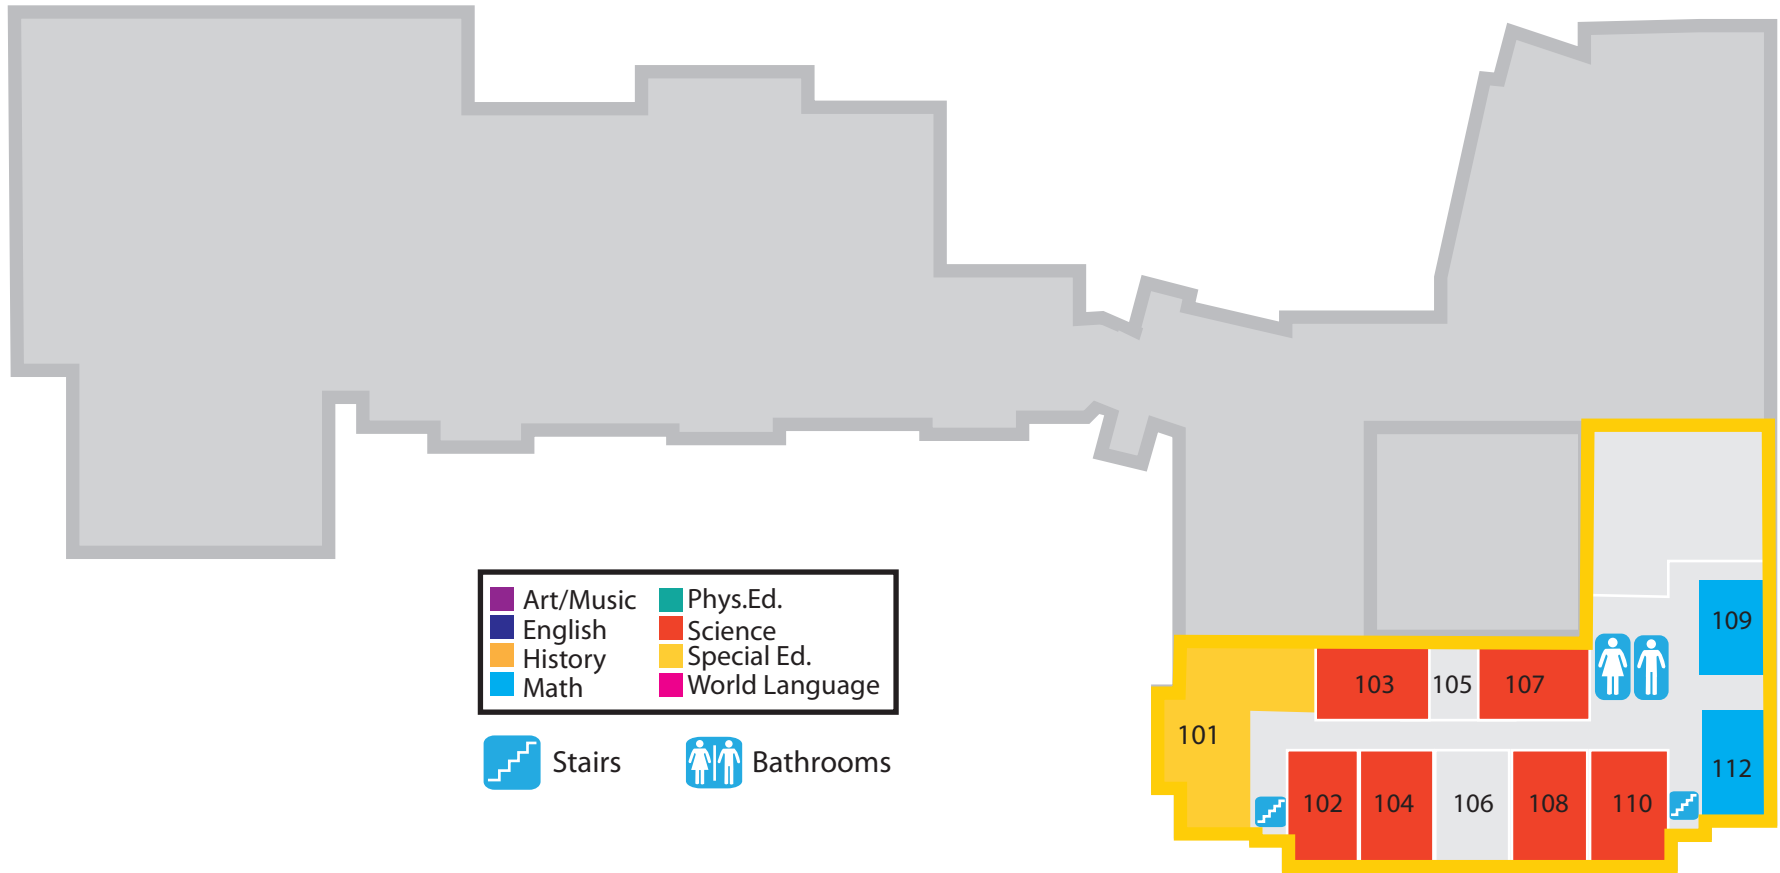 Art/Music
English
History
Math
Phys.Ed.
Science
Special Ed.
World Language
Stairs
Bathrooms
109
103
105
107
101
112
102
104
106
108
110